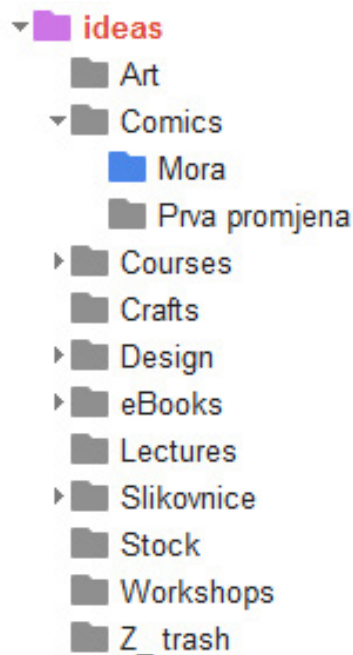 ideas
Art
Comics
Mora
Prva promjena
Courses
Crafts
Design
eBooks
Lectures
Slikovnice
Stock
Workshops
Z_ trash